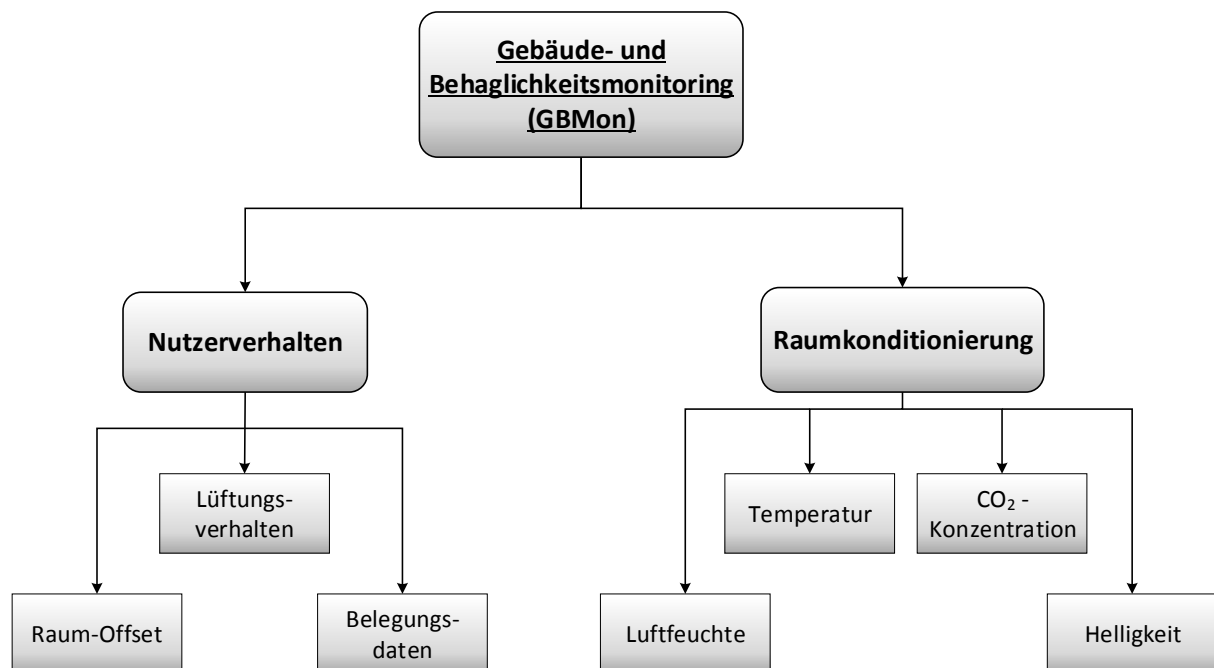 Gebäude- und
Behaglichkeitsmonitoring
(GBMon)
Nutzerverhalten
Raumkonditionierung
Lüftungs-
verhalten
Temperatur
CO₂ -
Konzentration
Raum-Offset
Belegungs-
daten
Luftfeuchte
Helligkeit